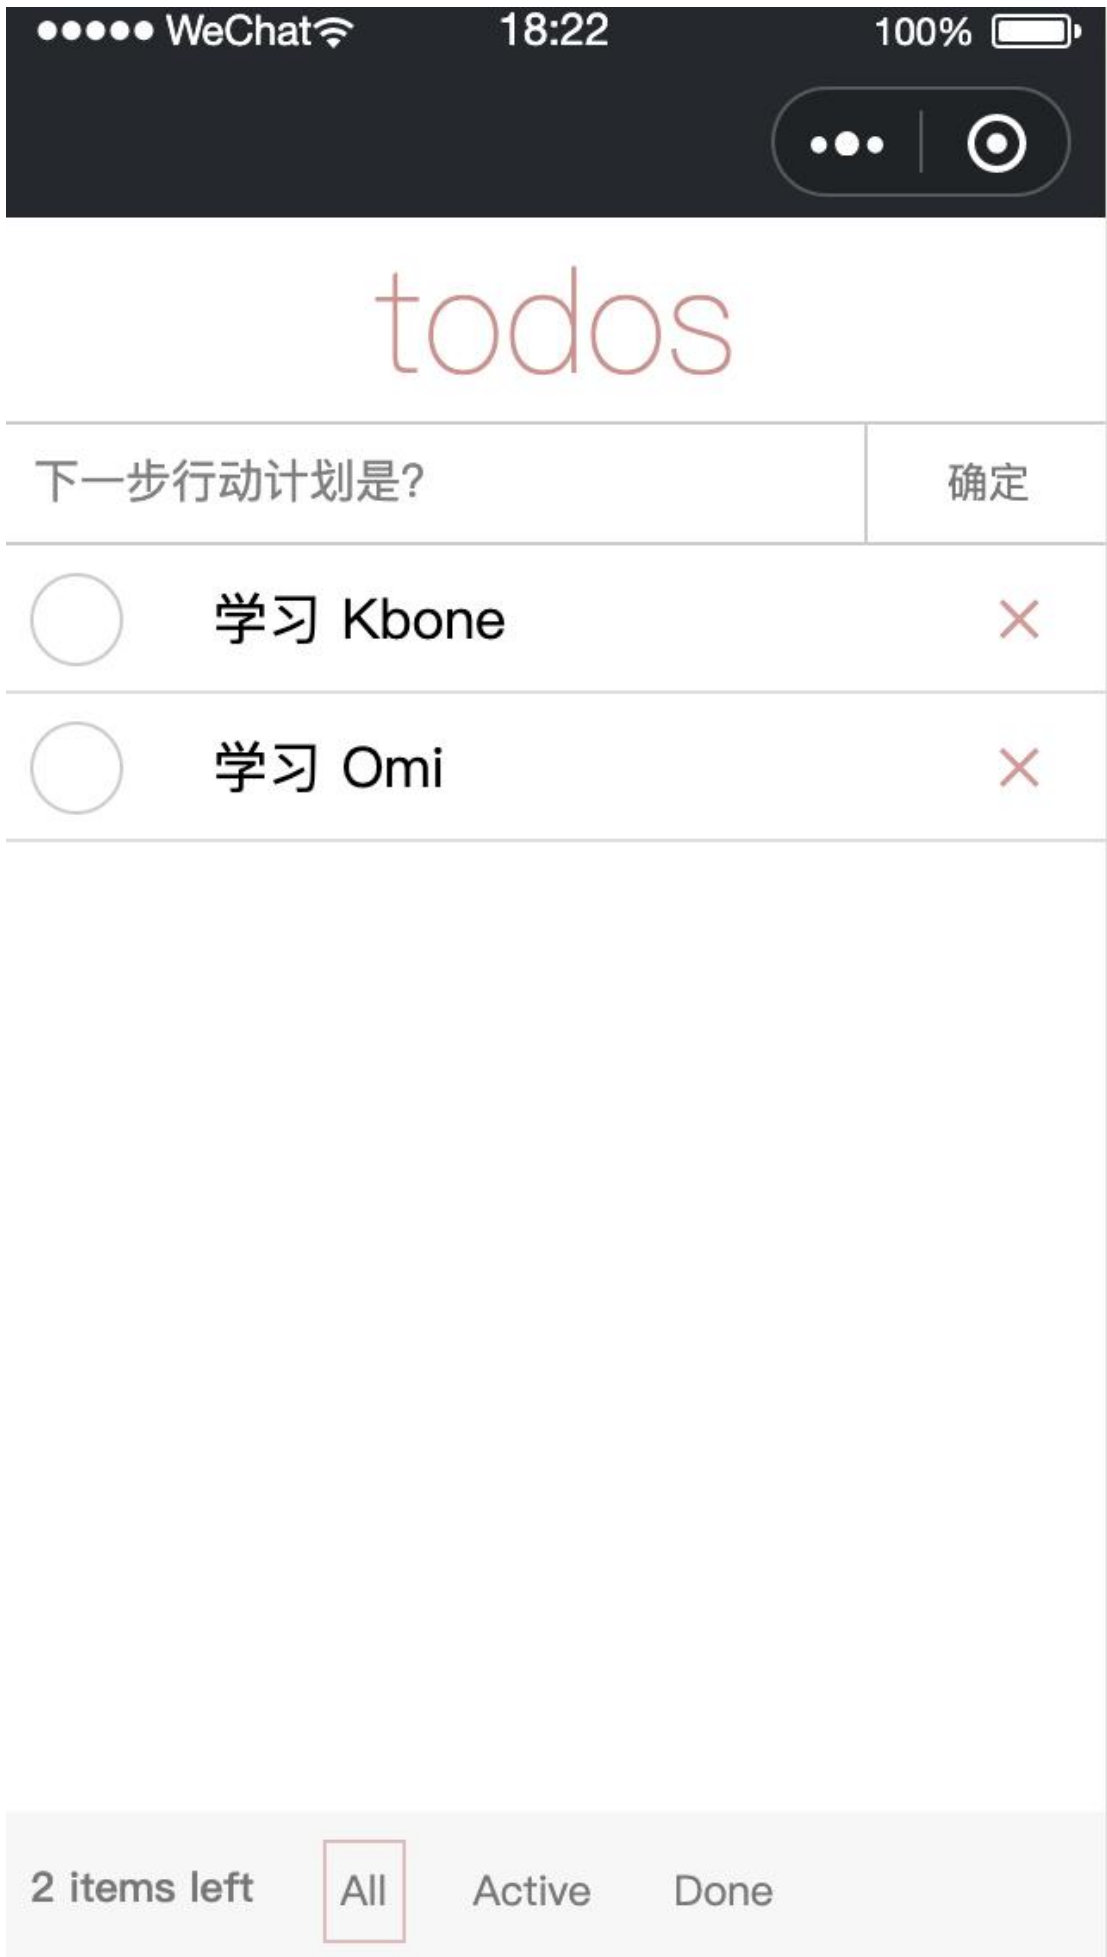 WeChat 18:22 100%
todos
下一步行动计划是? 确定
学习 Kbone
学习 Omi
2 items left All Active Done